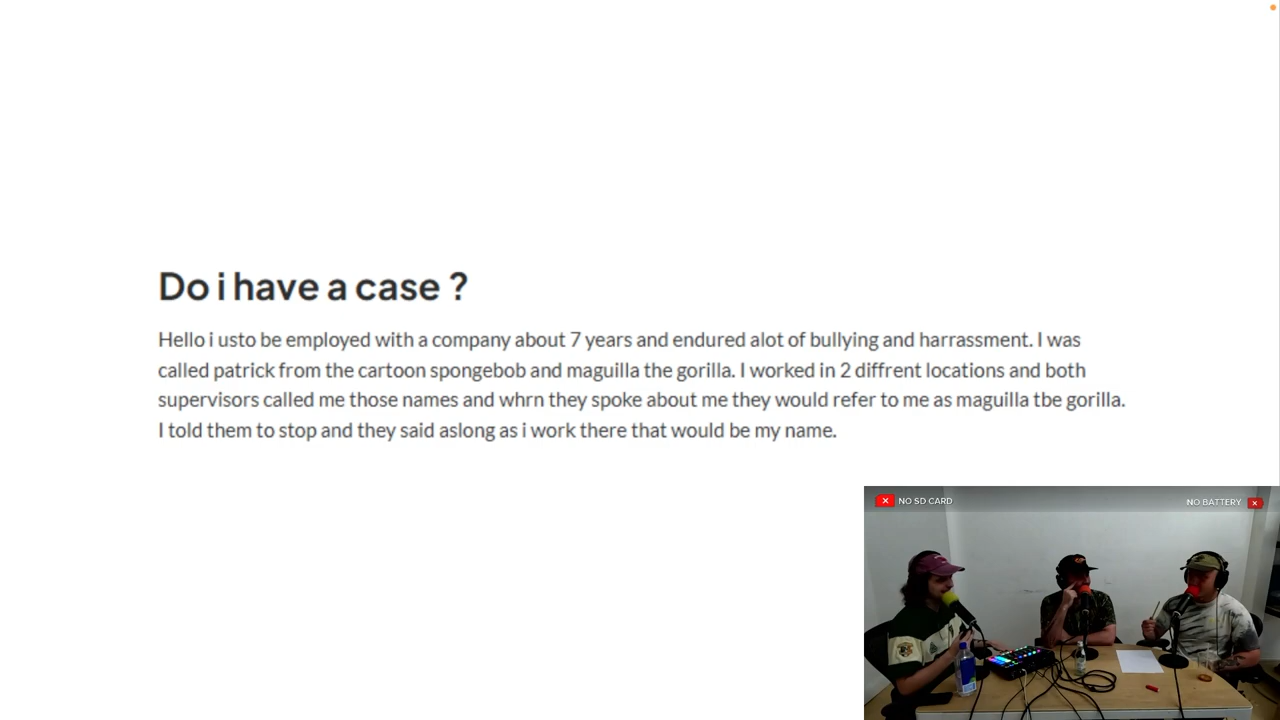 Do i have a case ?
Hello i usto be employed with a company about 7 years and endured alot of bullying and harrassment. I was
called patrick from the cartoon spongebob and maguilla the gorilla. I worked in 2 diffrent locations and both
supervisors called me those names and whrn they spoke about me they would refer to me as maguilla tbe gorilla.
I told them to stop and they said aslong as i work there that would be my name.
NO SD CARD
NO BATTERY